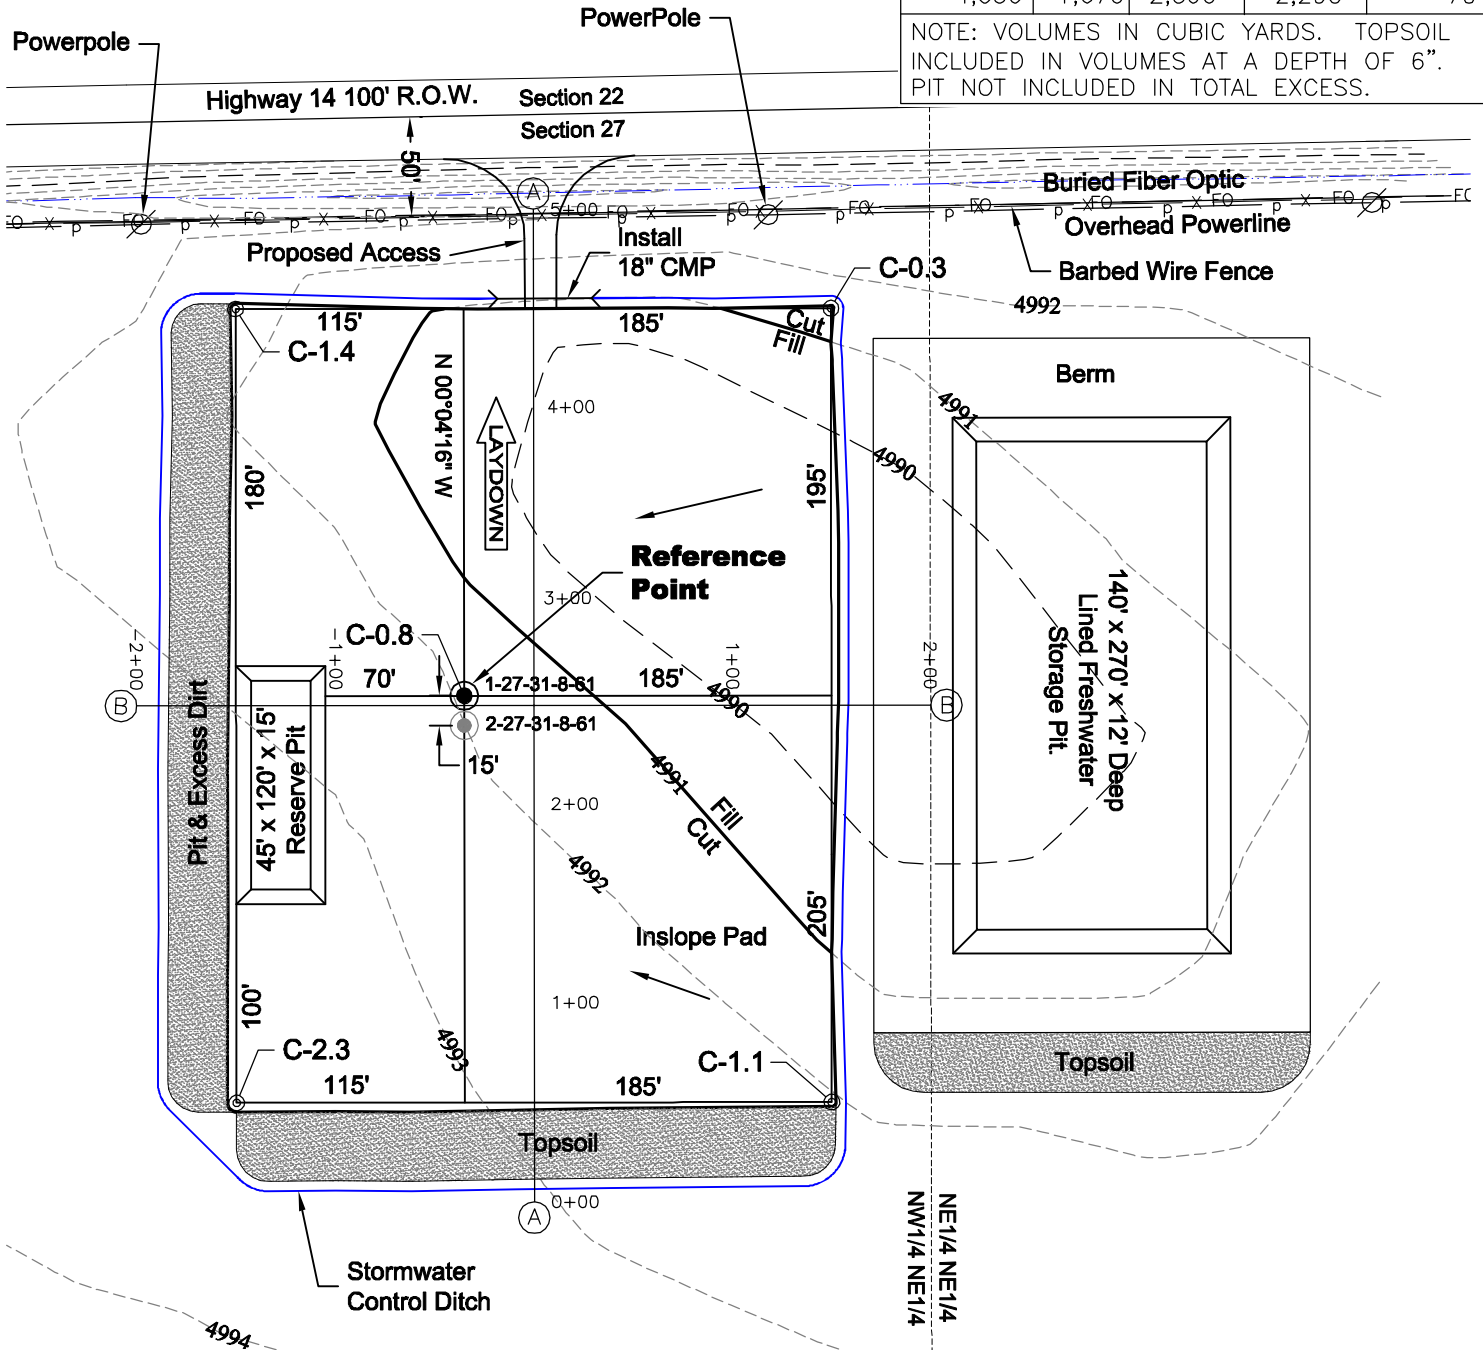 PowerPole
Powerpole
NOTE: VOLUMES IN CUBIC YARDS. TOPSOIL
INCLUDED IN VOLUMES AT A DEPTH OF 6".
PIT NOT INCLUDED IN TOTAL EXCESS.
Highway 14 100' R.O.W.
Section 22
Section 27
50'
A
5+00
Buried Fiber Optic
Overhead Powerline
Barbed Wire Fence
Proposed Access
Install
18" CMP
C-0.3
4992
115'
185'
Cut
Fill
C-1.4
Berm
N 00°04'16" W
LAYDOWN
4+00
4991
4990
180'
195'
Reference
Point
3+00
140' x 270' x 12' Deep
Lined Freshwater
Storage Pit.
-2+00
-1+00
C-0.8
1+00
2+00
70'
1-27-31-8-61
185'
4990
B
B
2-27-31-8-61
15'
Pit & Excess Dirt
45' x 120' x 15'
Reserve Pit
4991
2+00
Fill
Cut
4992
205'
Inslope Pad
1+00
100'
C-2.3
4993
C-1.1
115'
185'
Topsoil
Topsoil
0+00
A
NW1/4 NE1/4
NE1/4 NE1/4
Stormwater
Control Ditch
4994